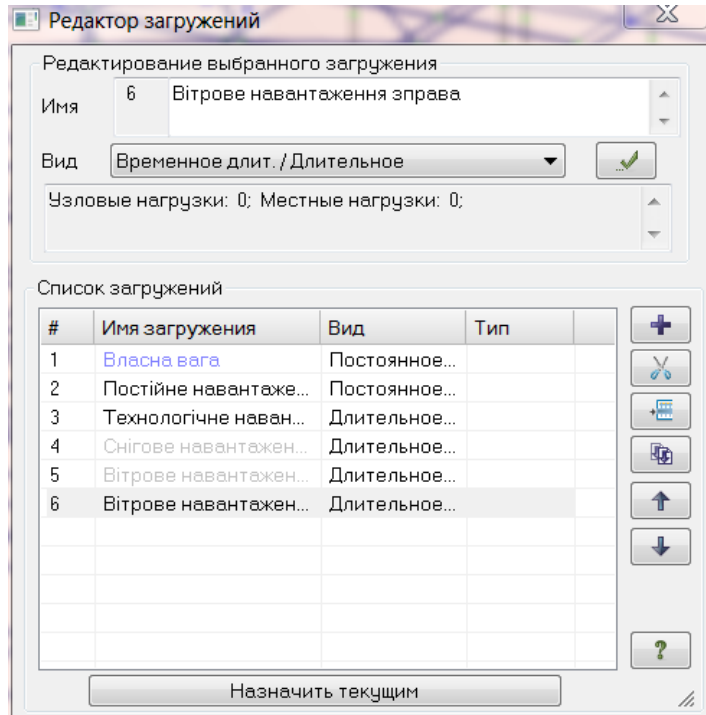 Редактор загружений
Редактирование выбранного загружения
Имя 6 Вітрове навантаження зправа
Вид Временное длит. / Длительное
Узловые нагрузки: 0; Местные нагрузки: 0;
Список загружений
# Имя загружения Вид Тип
1 Власна вага Постоянное...
2 Постійне навантаже... Постоянное...
3 Технологічне наван... Длительное...
4 Снігове навантажен... Длительное...
5 Вітрове навантажен... Длительное...
6 Вітрове навантажен... Длительное...
Назначить текущим